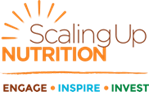 Scaling Up
NUTRITION
ENGAGE • INSPIRE • INVEST